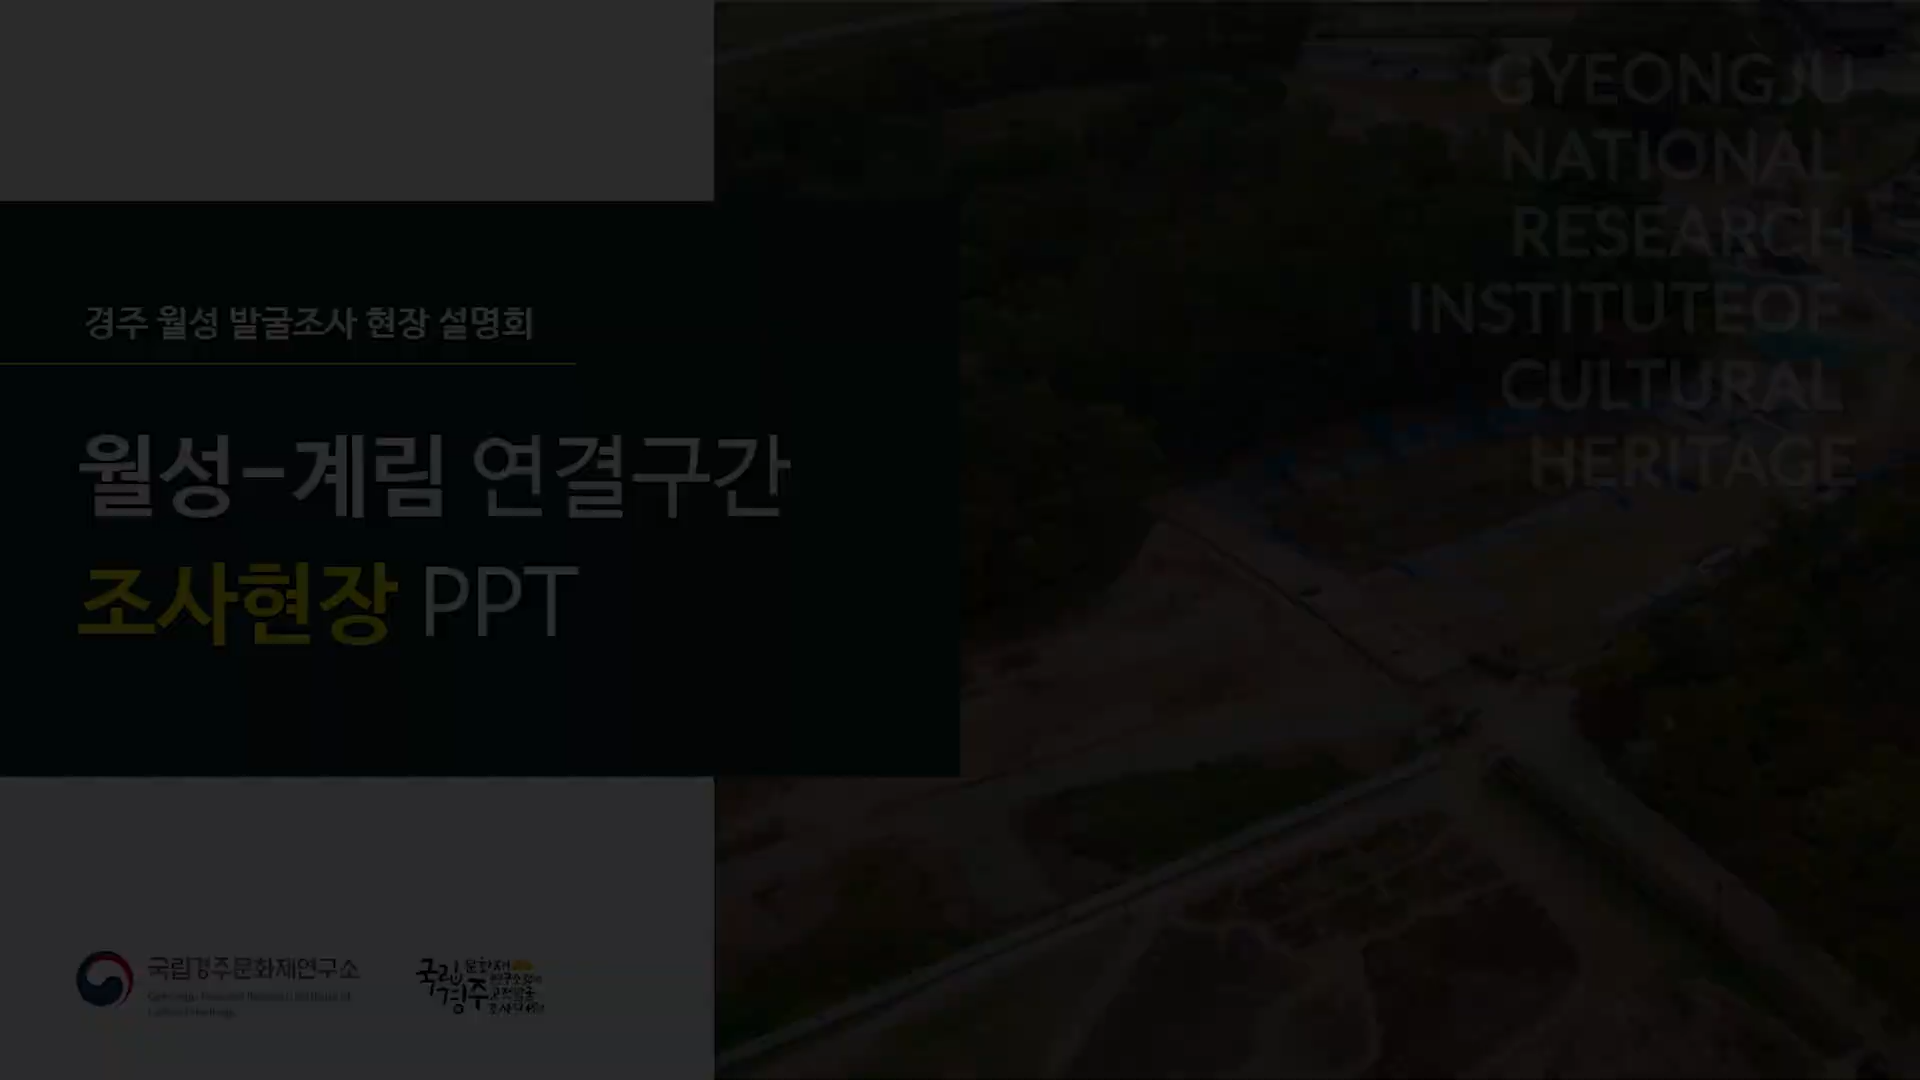 경주 월성 발굴조사 현장 설명회
월성-계림 연결구간
조사현장 PPT
GYEONGJU
NATIONAL
RESEARCH
INSTITUTEOF
CULTURAL
HERITAGE
국립경주문화재연구소